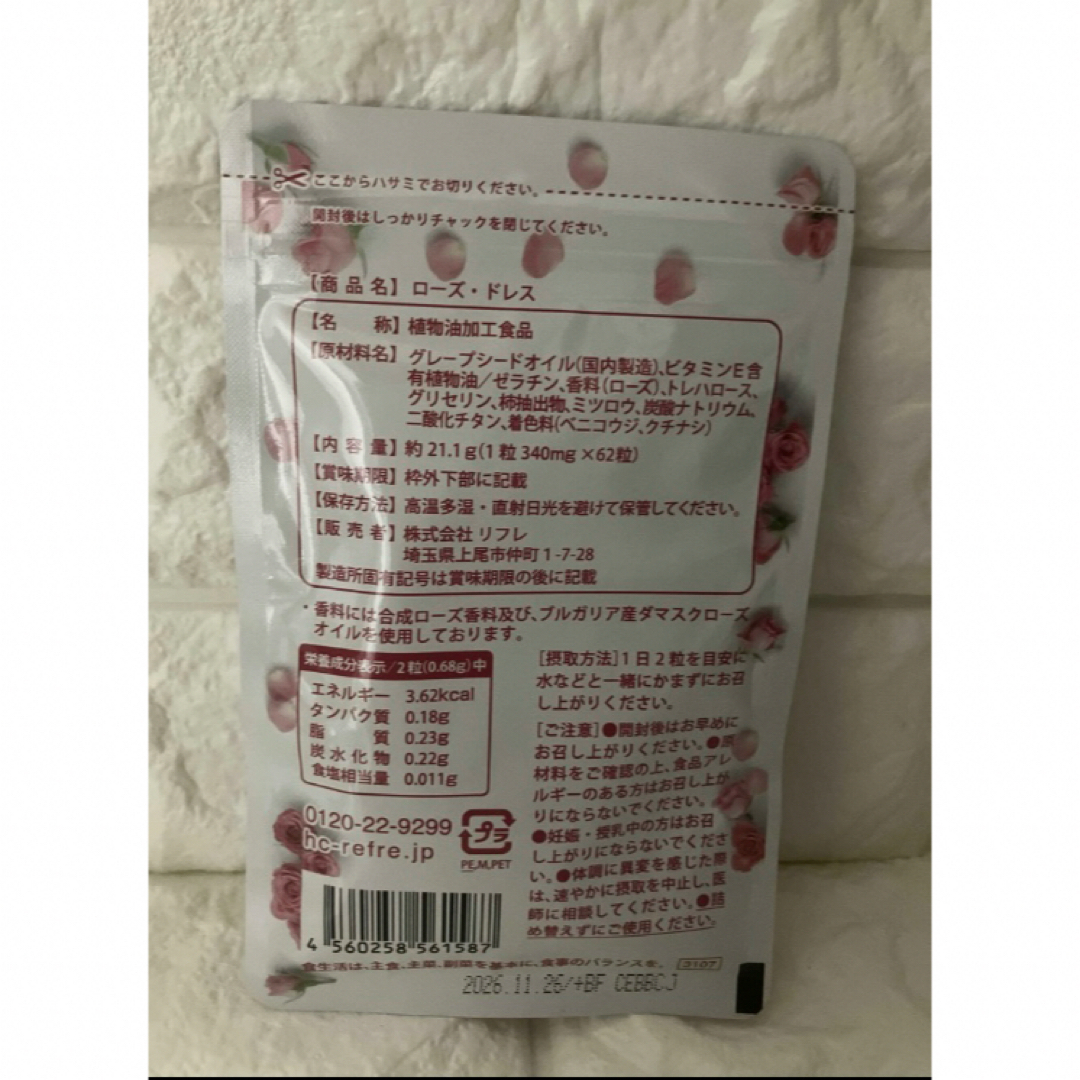 ここからハサミでお切りください。
開封後はしっかりチャックを閉じてください。
【商品名】ローズ・ドレス
【名 称】植物油加工食品
【原材料名】グレープシードオイル(国内製造)、ビタミンE含
有植物油/ゼラチン、香料(ローズ)、トレハロース、
グリセリン、柿抽出物、ミツロウ、炭酸ナトリウム、
二酸化チタン、着色料(ベニコウジ、クチナシ)
【内容量】約21.1g(1粒 340mg×62粒)
【賞味期限】枠外下部に記載
【保存方法】高温多湿・直射日光を避けて保管してください。
【販売者】株式会社 リフレ
埼玉県上尾市仲町1-7-28
製造所固有記号は賞味期限の後に記載
・香料には合成ローズ香料及び、ブルガリア産ダマスクローズ
オイルを使用しております。
栄養成分表示/2粒(0.68g)中
エネルギー 3.62kcal
タンパク質 0.18g
脂質 0.23g
炭水化物 0.22g
食塩相当量 0.011g
[摂取方法]1日2粒を目安に
水などと一緒にかまずにお召
し上がりください。
[ご注意]●開封後はお早めに
お召し上がりください。●原
材料をご確認の上、食品アレ
ルギーのある方はお召し上が
りにならないでください。
●妊娠・授乳中の方はお召
し上がりにならないでくださ
い。●体調に異変を感じた際
は、速やかに摂取を中止し、医
師に相談してください。●詰
め替えずにご使用ください。
0120-22-9299
hc-refre.jp
プラ
PE,M,PET
4 560258 561587
食生活は、主食、主菜、副菜を基本に、食事のバランスを。
3107
2026.11.26/+BF CEBBCJ